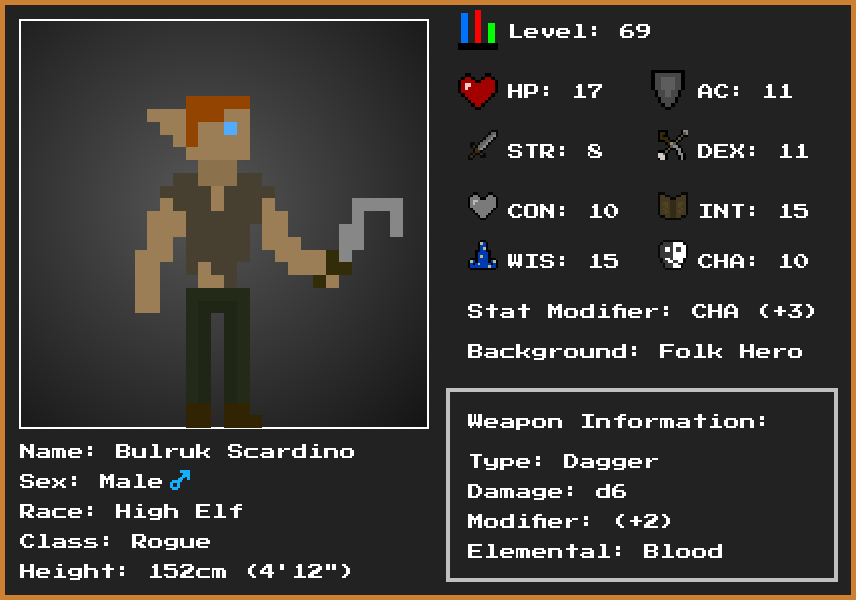 Level: 69
HP: 17 AC: 11
STR: 8 DEX: 11
CON: 10 INT: 15
WIS: 15 CHA: 10
Stat Modifier: CHA (+3)
Background: Folk Hero
Weapon Information:
Type: Dagger
Damage: d6
Modifier: (+2)
Elemental: Blood
Name: Bulruk Scardino
Sex: Male ♂
Race: High Elf
Class: Rogue
Height: 152cm (4'12")